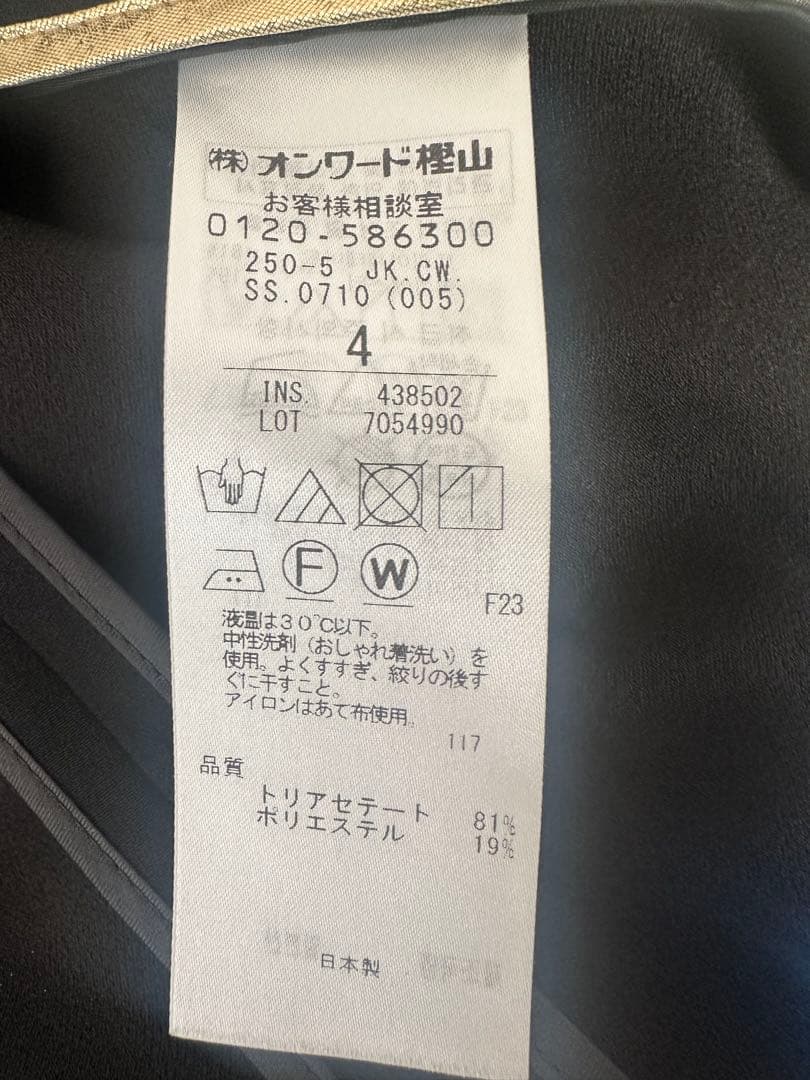 (株)オンワード樫山
お客様相談室
0120-586300
250-5 JK.CW.
SS.0710 (005)
4
INS. 438502
LOT 7054990
F W
F23
液温は30℃以下。
中性洗剤(おしゃれ着洗い)を
使用。よくすすぎ、絞りの後す
ぐに干すこと。
アイロンはあて布使用。
117
品質
トリアセテート 81%
ポリエステル 19%
日本製